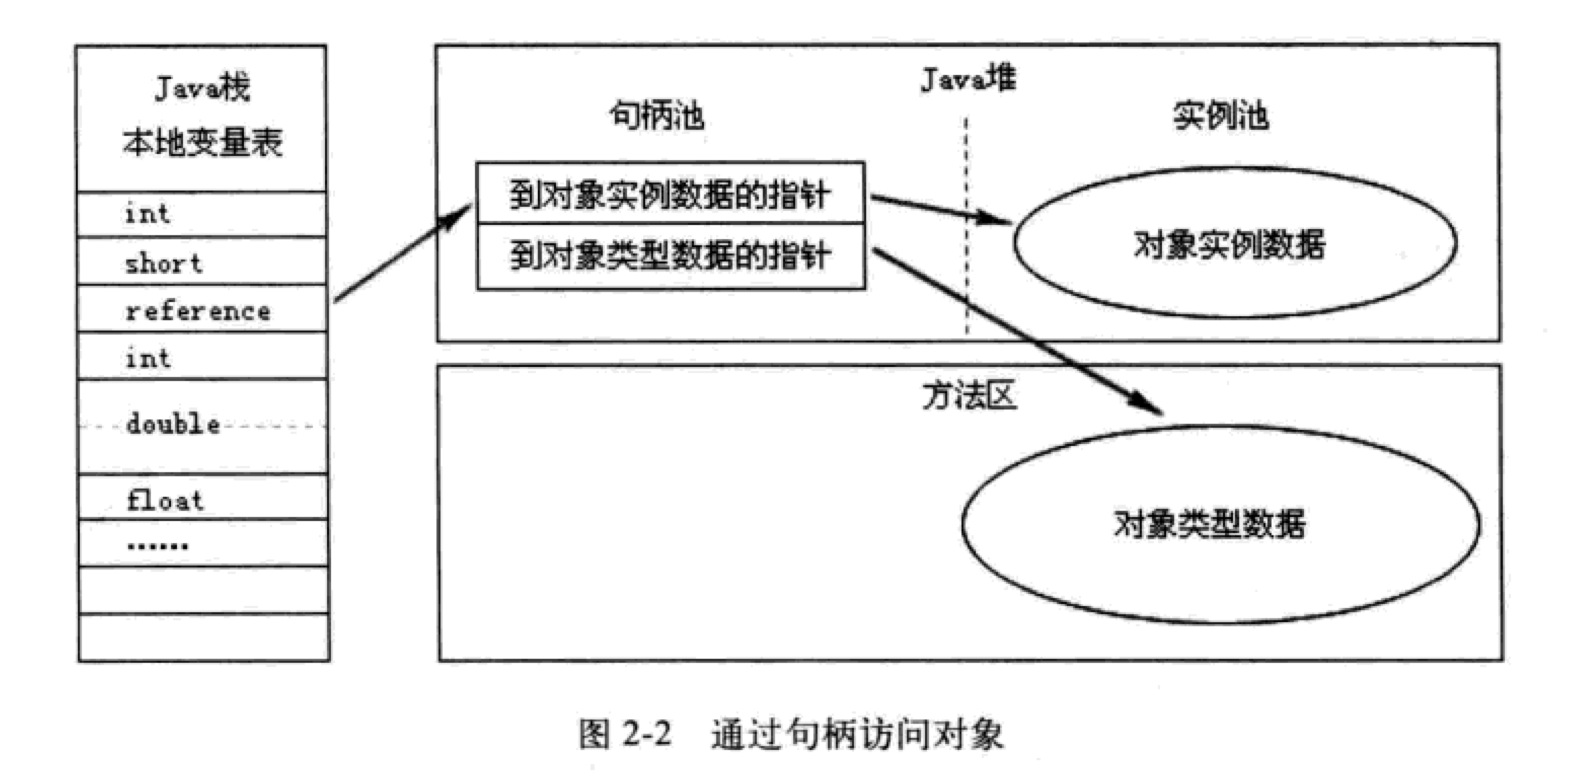 Java栈
本地变量表
int
short
reference
int
double
float
......
Java堆
句柄池
实例池
到对象实例数据的指针
到对象类型数据的指针
对象实例数据
方法区
对象类型数据
图 2-2 通过句柄访问对象